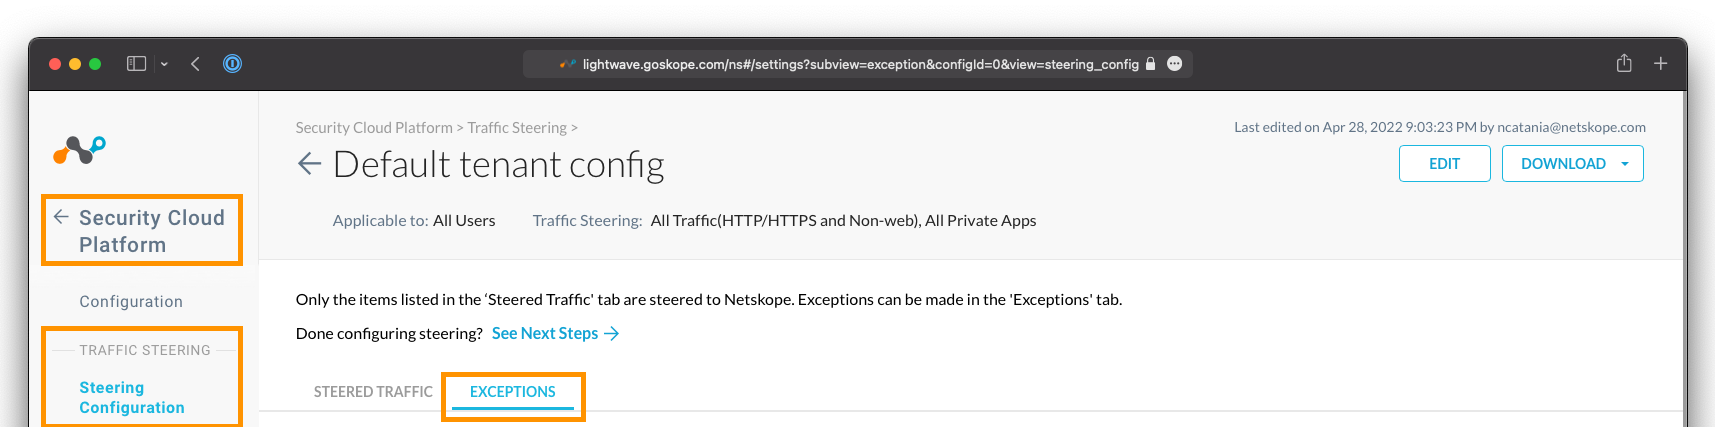 lightwave.goskope.com/ns#/settings?subview=exception&configId=0&view=steering_config
Security Cloud Platform > Traffic Steering >
Last edited on Apr 28, 2022 9:03:23 PM by ncatania@netskope.com
Default tenant config
EDIT
DOWNLOAD
Applicable to: All Users
Traffic Steering: All Traffic(HTTP/HTTPS and Non-web), All Private Apps
Security Cloud
Platform
Configuration
TRAFFIC STEERING
Steering
Configuration
Only the items listed in the ‘Steered Traffic' tab are steered to Netskope. Exceptions can be made in the 'Exceptions' tab.
Done configuring steering? See Next Steps
STEERED TRAFFIC
EXCEPTIONS